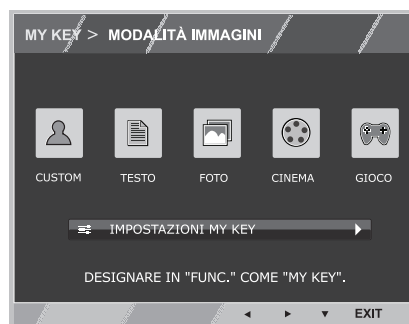 MY KEY > MODALITÀ IMMAGINI
CUSTOM TESTO FOTO CINEMA GIOCO
IMPOSTAZIONI MY KEY
DESIGNARE IN "FUNC." COME "MY KEY".
EXIT